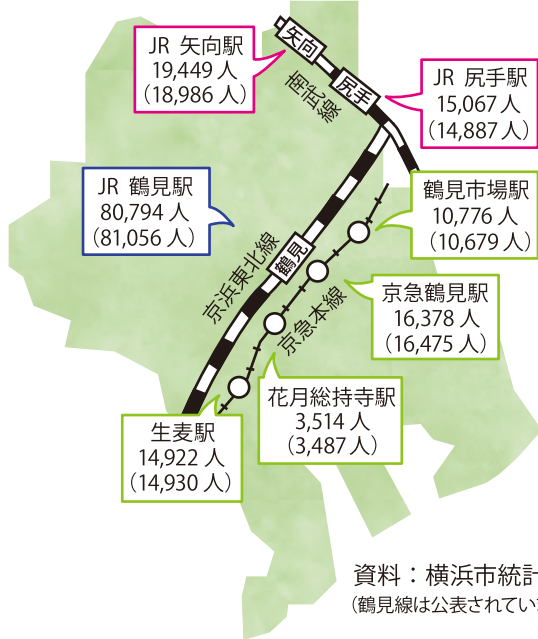 JR 矢向駅
19,449 人
(18,986 人)
矢向
尻手
南武線
JR 尻手駅
15,067 人
(14,887 人)
JR 鶴見駅
80,794 人
(81,056 人)
鶴見市場駅
10,776 人
(10,679 人)
京浜東北線
鶴見
京急本線
京急鶴見駅
16,378 人
(16,475 人)
花月総持寺駅
3,514 人
(3,487 人)
生麦駅
14,922 人
(14,930 人)
資料：横浜市統計
(鶴見線は公表されてい